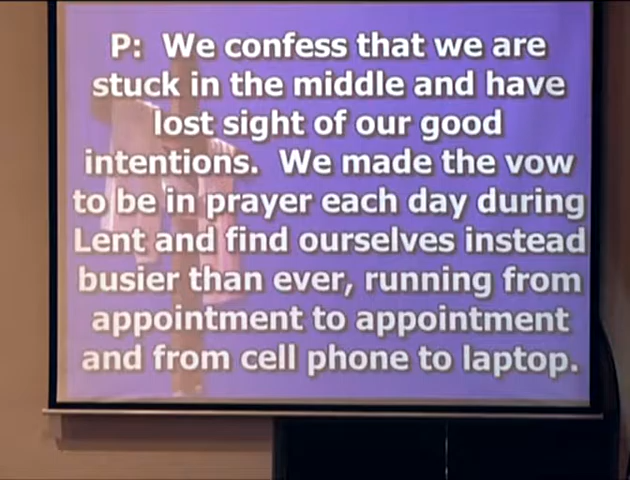 P: We confess that we are
stuck in the middle and have
lost sight of our good
intentions. We made the vow
to be in prayer each day during
Lent and find ourselves instead
busier than ever, running from
appointment to appointment
and from cell phone to laptop.